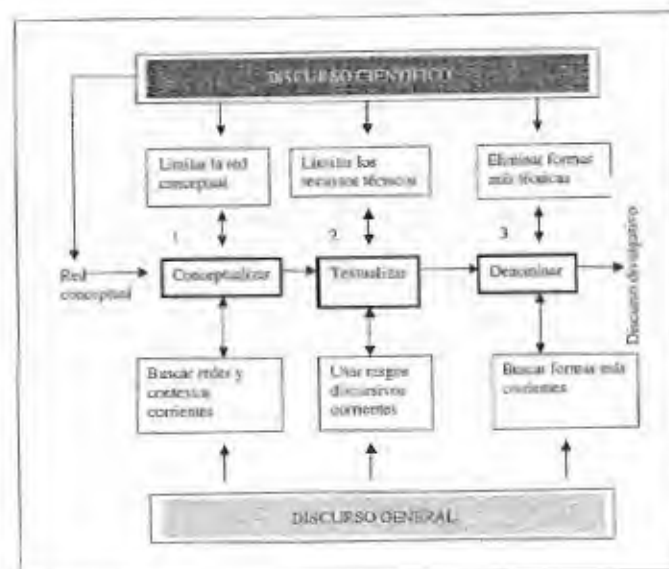 DISCURSO CIENTÍFICO
Limitar la red
conceptual
Limitar los
recursos técnicos
Eliminar formas
más técnicas
1.
2.
3.
Red
conceptual
Conceptualizar
Textualizar
Denominar
Discurso divulgativo
Buscar redes y
contextos
corrientes
Usar rasgos
discursivos
corrientes
Buscar formas más
corrientes
DISCURSO GENERAL